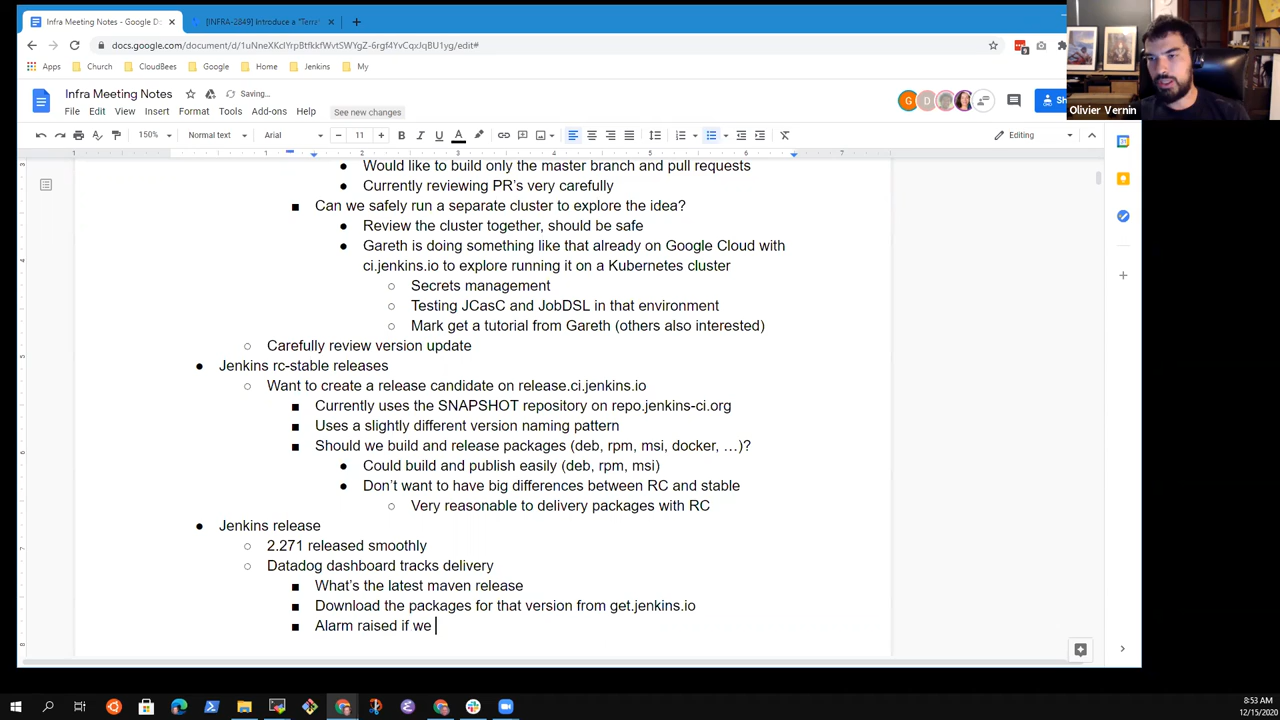 Infra Meeting Notes - Google Do
[INFRA-2849] Introduce a "Terra
docs.google.com/document/d/
Apps
Church
CloudBees
Google
Home
Jenkins
My
Olivier Vernin
Infra Meeting Notes
Saving...
File Edit View Insert Format Tools Add-ons Help
See new changes
G
D
Sh
150%
Normal text
Arial
11
Editing
1 1 2 3 4 5 6 7
Would like to build only the master branch and pull requests
Currently reviewing PR's very carefully
Can we safely run a separate cluster to explore the idea?
Review the cluster together, should be safe
Gareth is doing something like that already on Google Cloud with
ci.jenkins.io to explore running it on a Kubernetes cluster
Secrets management
Testing JCasC and JobDSL in that environment
Mark get a tutorial from Gareth (others also interested)
Carefully review version update
Jenkins rc-stable releases
Want to create a release candidate on release.ci.jenkins.io
Currently uses the SNAPSHOT repository on repo.jenkins-ci.org
Uses a slightly different version naming pattern
Should we build and release packages (deb, rpm, msi, docker, …)?
Could build and publish easily (deb, rpm, msi)
Don't want to have big differences between RC and stable
Very reasonable to delivery packages with RC
Jenkins release
2.271 released smoothly
Datadog dashboard tracks delivery
What's the latest maven release
Download the packages for that version from get.jenkins.io
Alarm raised if we
8:53 AM
12/15/2020